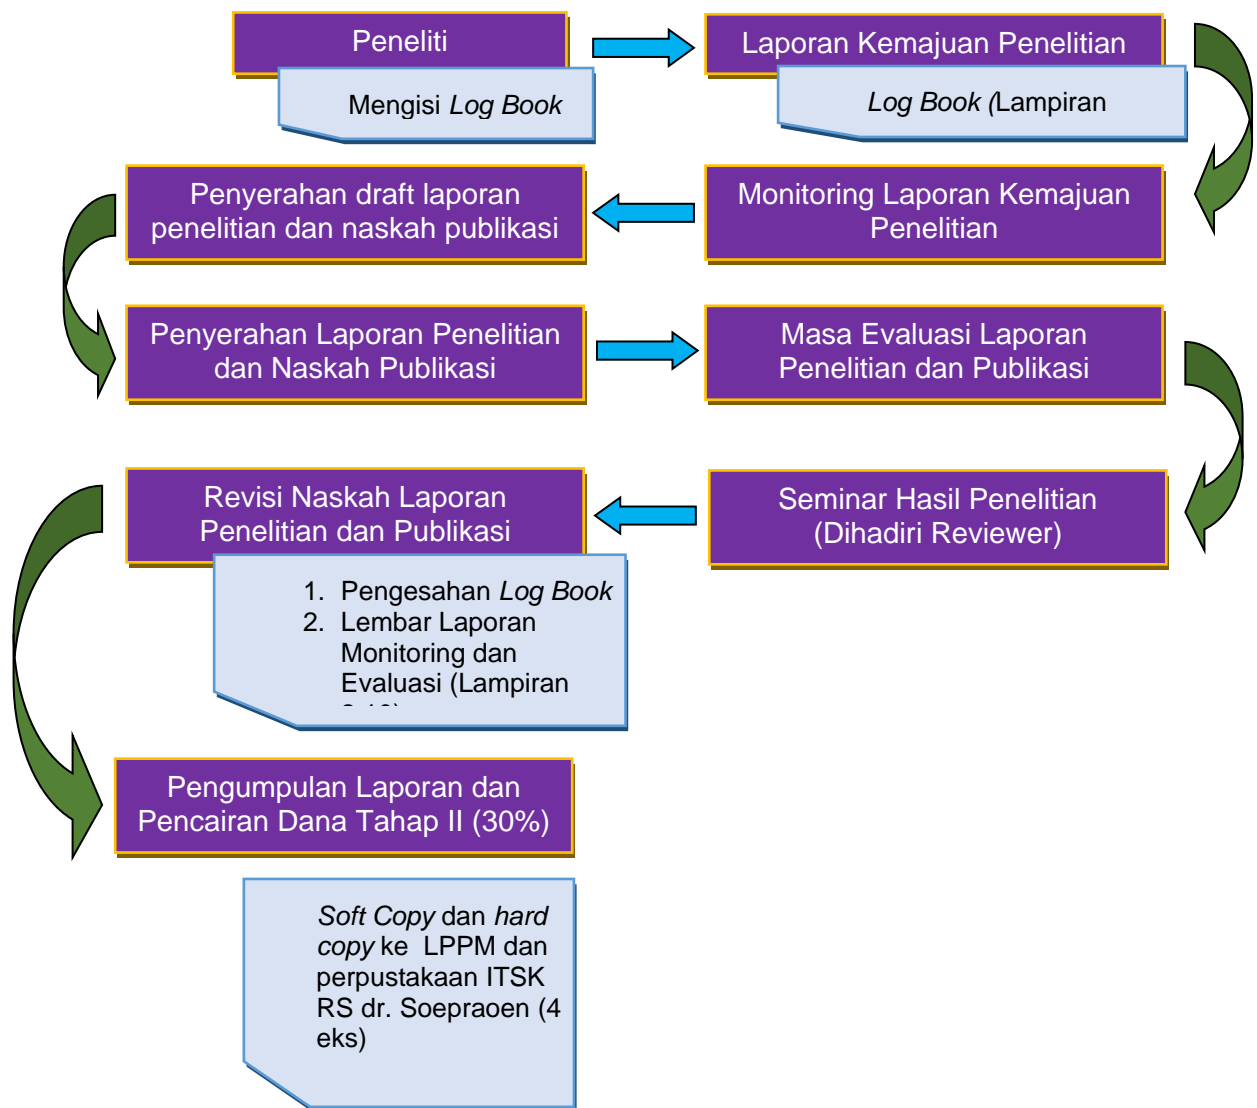 Peneliti
Mengisi Log Book
Laporan Kemajuan Penelitian
Log Book (Lampiran
Monitoring Laporan Kemajuan
Penelitian
Penyerahan draft laporan
penelitian dan naskah publikasi
Penyerahan Laporan Penelitian
dan Naskah Publikasi
Masa Evaluasi Laporan
Penelitian dan Publikasi
Seminar Hasil Penelitian
(Dihadiri Reviewer)
Revisi Naskah Laporan
Penelitian dan Publikasi
1. Pengesahan Log Book
2. Lembar Laporan
Monitoring dan
Evaluasi (Lampiran
Pengumpulan Laporan dan
Pencairan Dana Tahap II (30%)
Soft Copy dan hard
copy ke LPPM dan
perpustakaan ITSK
RS dr. Soepraoen (4
eks)